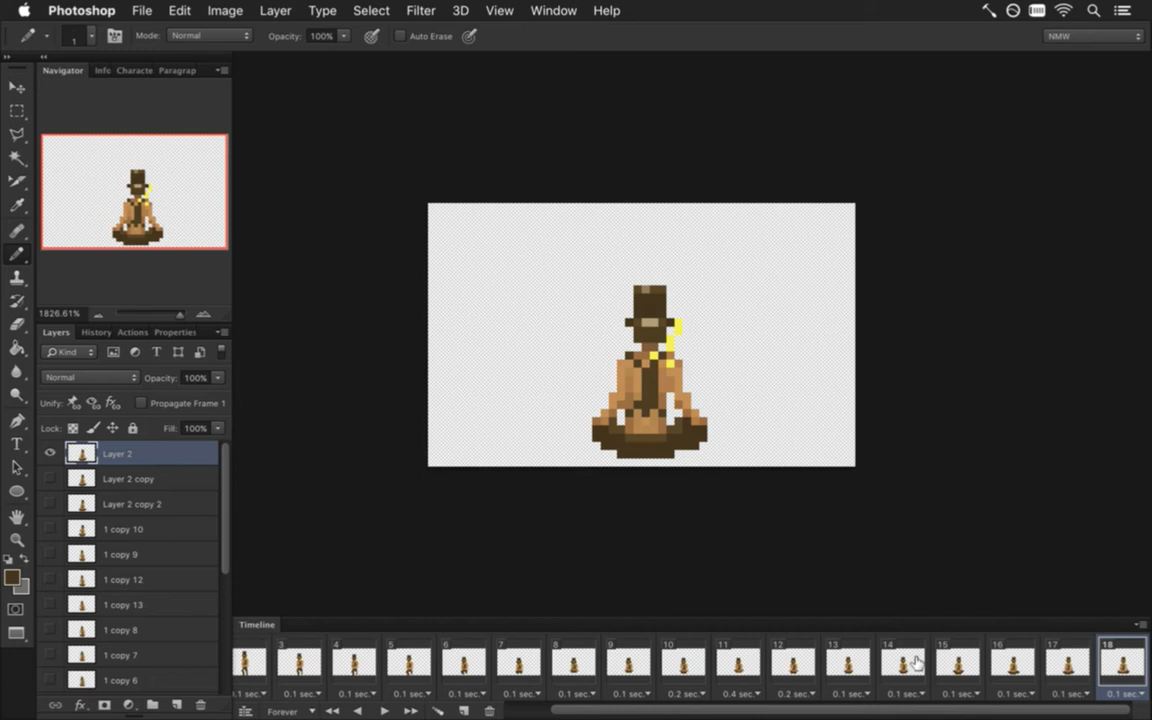 Photoshop File Edit Image Layer Type Select Filter 3D View Window Help
1 Mode: Normal Opacity: 100% Auto Erase NMW
Navigator Info Characte Paragrap
1826.61%
Layers History Actions Properties
Kind
Normal Opacity: 100%
Unify: Propagate Frame 1
Lock: Fill: 100%
Layer 2
Layer 2 copy
Layer 2 copy 2
1 copy 10
1 copy 9
1 copy 12
1 copy 13
1 copy 8
1 copy 7
1 copy 6
Timeline
3 4 5 6 7 8 9 10 11 12 13 14 15 16 17 18
.1 sec. 0.1 sec. 0.1 sec. 0.1 sec. 0.1 sec. 0.1 sec. 0.1 sec. 0.1 sec. 0.2 sec. 0.4 sec. 0.2 sec. 0.1 sec. 0.1 sec. 0.1 sec. 0.1 sec. 0.1 sec. 0.1 sec.
Forever